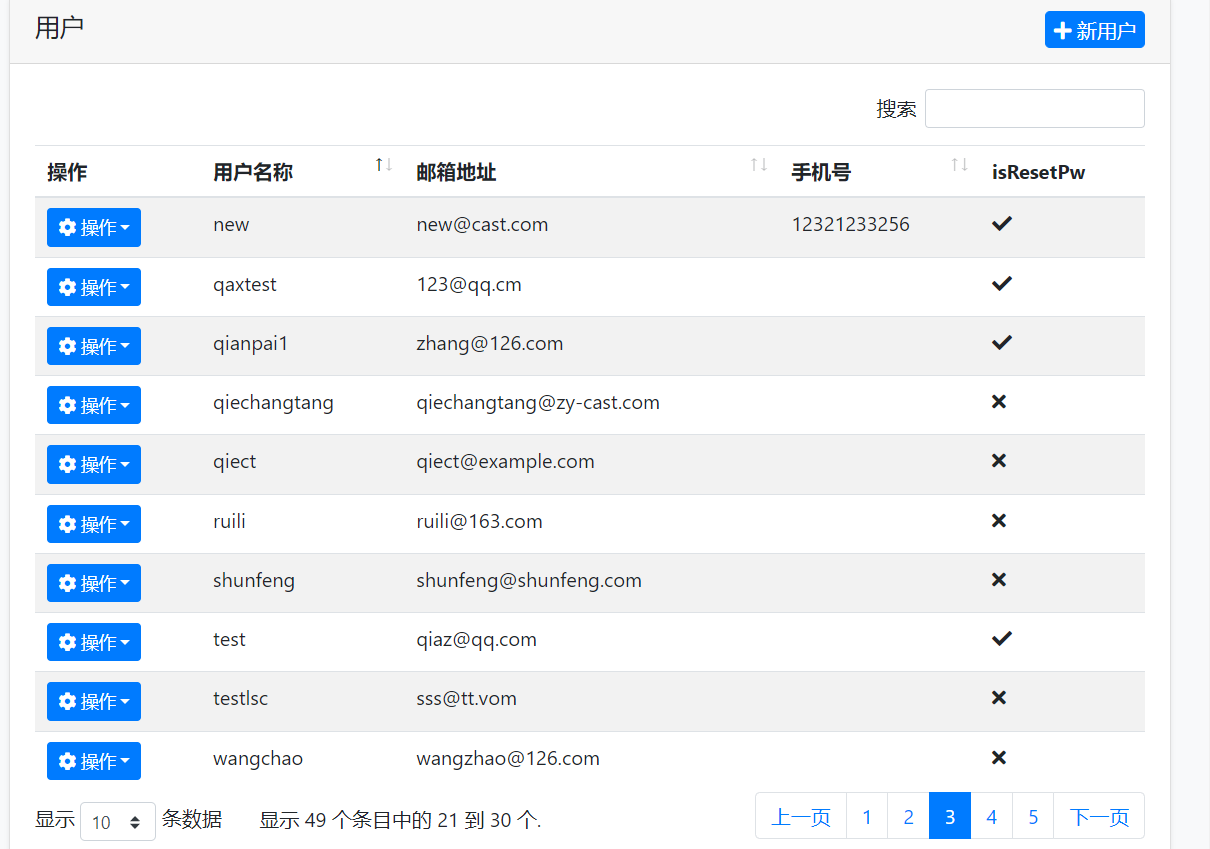 用户
新用户
搜索
操作 用户名称 邮箱地址 手机号 isResetPw
操作 new new@cast.com 12321233256
操作 qaxtest 123@qq.cm
操作 qianpai1 zhang@126.com
操作 qiechangtang qiechangtang@zy-cast.com
操作 qiect qiect@example.com
操作 ruili ruili@163.com
操作 shunfeng shunfeng@shunfeng.com
操作 test qiaz@qq.com
操作 testlsc sss@tt.vom
操作 wangchao wangzhao@126.com
显示 10 条数据 显示 49 个条目中的 21 到 30 个. 上一页 1 2 3 4 5 下一页